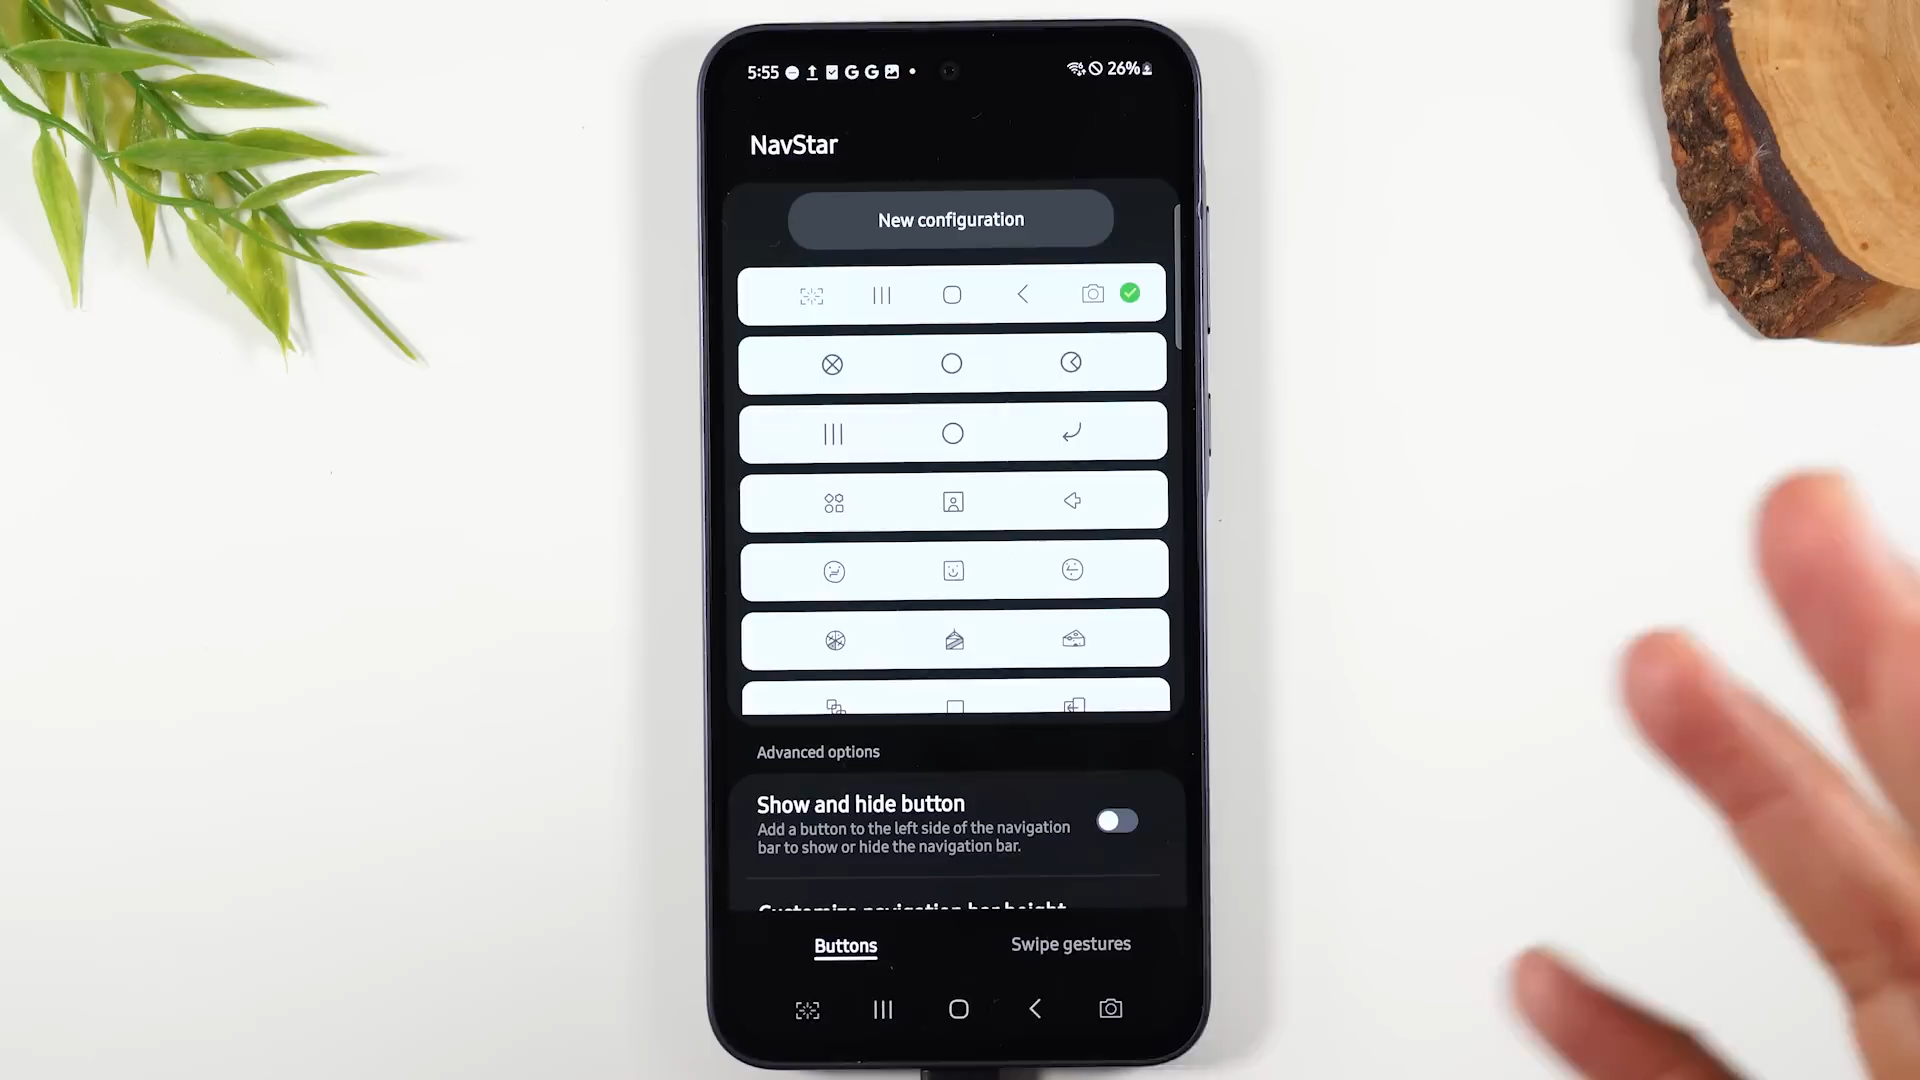 5:55 G G 26%
NavStar
New configuration
Advanced options
Show and hide button
Add a button to the left side of the navigation
bar to show or hide the navigation bar.
Customize navigation bar height
Buttons Swipe gestures